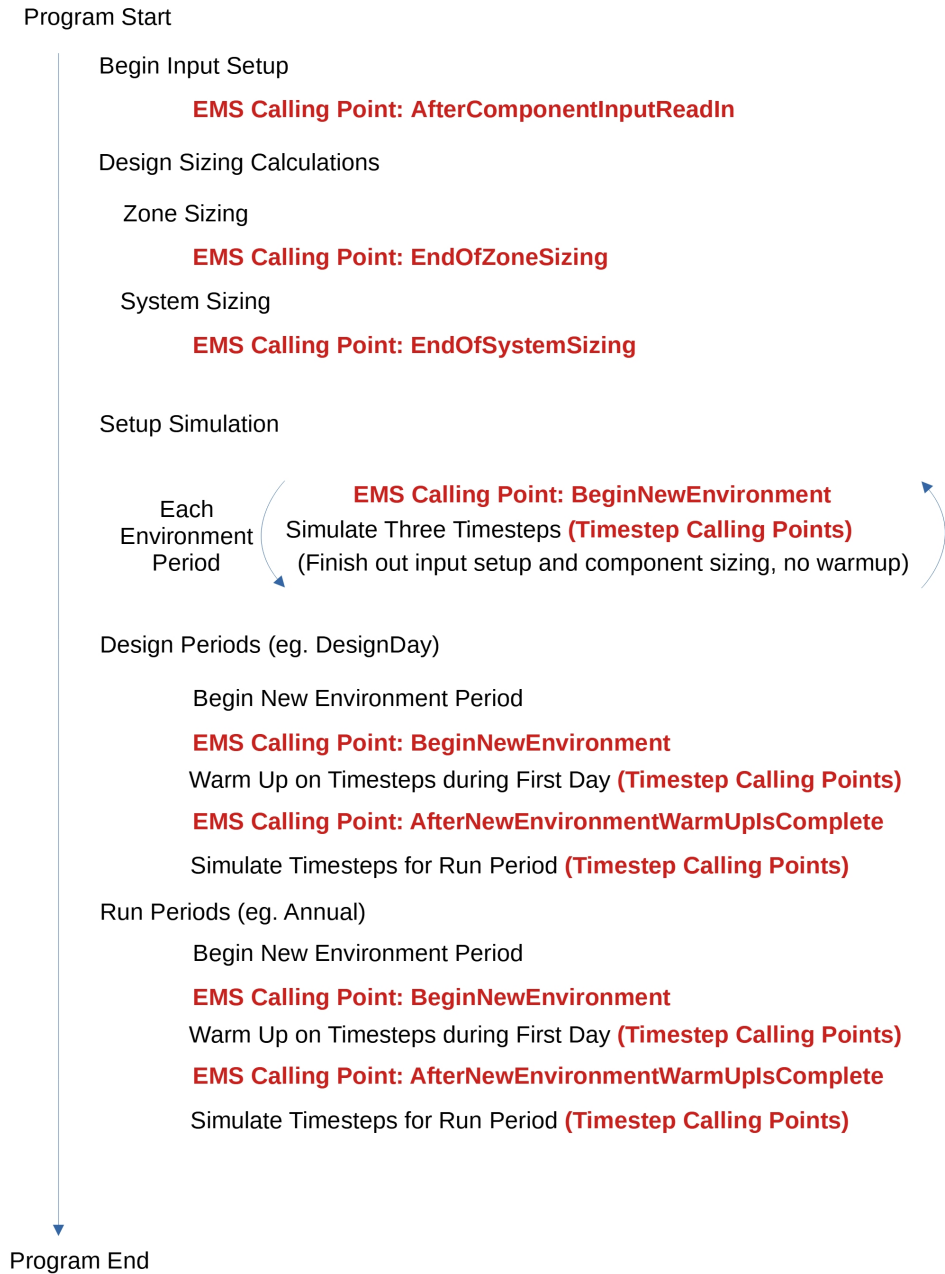 Program Start
Begin Input Setup
EMS Calling Point: AfterComponentInputReadIn
Design Sizing Calculations
Zone Sizing
EMS Calling Point: EndOfZoneSizing
System Sizing
EMS Calling Point: EndOfSystemSizing
Setup Simulation
Each
Environment
Period
EMS Calling Point: BeginNewEnvironment
Simulate Three Timesteps (Timestep Calling Points)
(Finish out input setup and component sizing, no warmup)
Design Periods (eg. DesignDay)
Begin New Environment Period
EMS Calling Point: BeginNewEnvironment
Warm Up on Timesteps during First Day (Timestep Calling Points)
EMS Calling Point: AfterNewEnvironmentWarmUpIsComplete
Simulate Timesteps for Run Period (Timestep Calling Points)
Run Periods (eg. Annual)
Begin New Environment Period
EMS Calling Point: BeginNewEnvironment
Warm Up on Timesteps during First Day (Timestep Calling Points)
EMS Calling Point: AfterNewEnvironmentWarmUpIsComplete
Simulate Timesteps for Run Period (Timestep Calling Points)
Program End